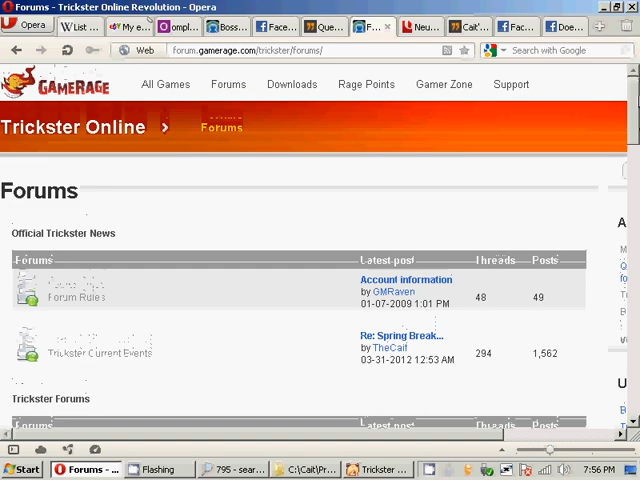 Forums - Trickster Online Revolution - Opera
Opera
List ...
My e...
Ompl...
Boss...
Face...
Que...
F...
Neu...
Cait'...
Fac...
Doe...
Web
forum.gamerage.com/trickster/forums/
Search with Google
GAMERAGE
All Games
Forums
Downloads
Rage Points
Gamer Zone
Support
Trickster Online
Forums
Forums
A
Official Trickster News
Forums
Latest post
Threads
Posts
Account information
Forum Rules
by GMRaven
48
49
01-07-2009 1:01 PM
Re: Spring Break...
Trickster Current Events
by TheCait
294
1,562
03-31-2012 12:53 AM
U
Trickster Forums
Forums
Latest post
Threads
Posts
Start
Forums - ...
Flashing
795 - sear...
C:\Cait\Pr...
Trickster ...
7:56 PM